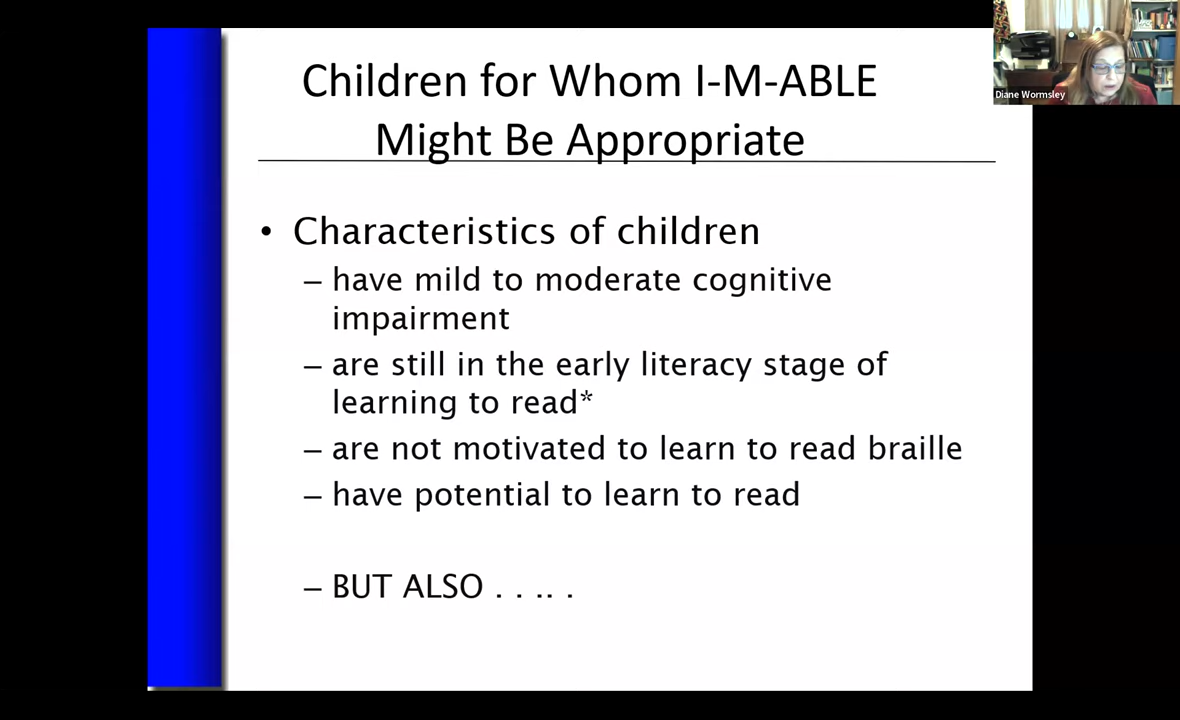 Children for Whom I-M-ABLE
Might Be Appropriate
• Characteristics of children
– have mild to moderate cognitive
impairment
– are still in the early literacy stage of
learning to read*
– are not motivated to learn to read braille
– have potential to learn to read
– BUT ALSO . . .. .
Diane Wormsley